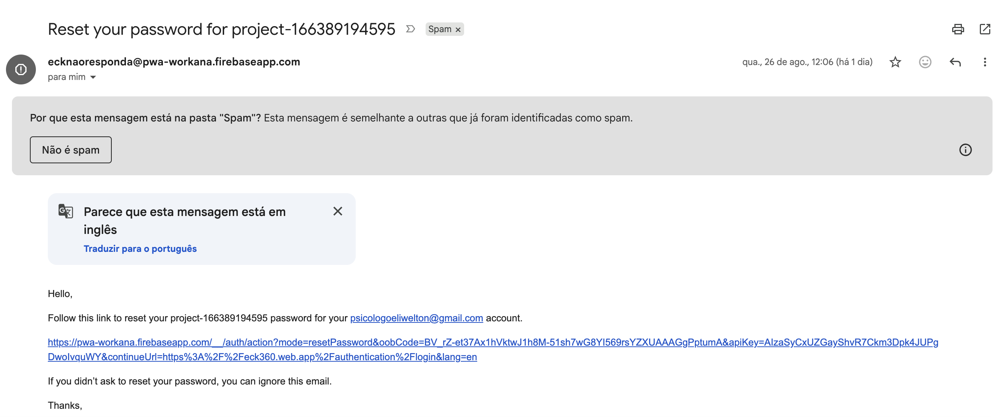 Reset your password for project-166389194595
Spam
ecknaoresponda@pwa-workana.firebaseapp.com
qua., 26 de ago., 12:06 (há 1 dia)
para mim
Por que esta mensagem está na pasta "Spam"? Esta mensagem é semelhante a outras que já foram identificadas como spam.
Não é spam
Parece que esta mensagem está em
inglês
Traduzir para o português
Hello,
Follow this link to reset your project-166389194595 password for your psicologoeliwelton@gmail.com account.
https://pwa-workana.firebaseapp.com/__/auth/action?mode=resetPassword&oobCode=BV_rZ-et37Ax1hVktwJ1h8M-51sh7wG8YI569rsYZXUAAAGgPptumA&apiKey=AIzaSyCxUZGayShvR7Ckm3Dpk4JUPg
DwoIvquWY&continueUrl=https%3A%2F%2Feck360.web.app%2Fauthentication%2Flogin&lang=en
If you didn’t ask to reset your password, you can ignore this email.
Thanks,